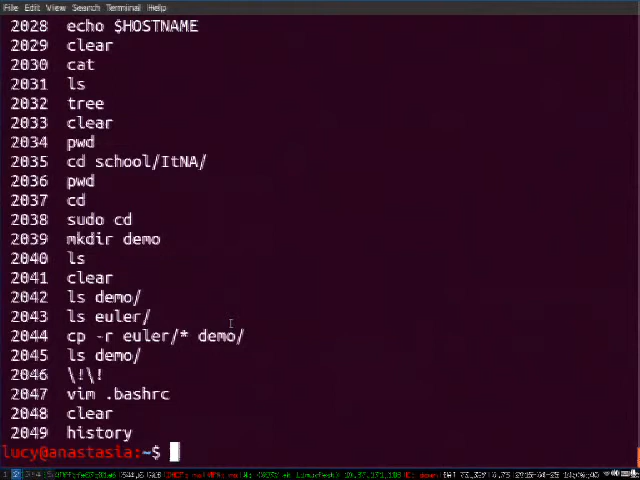 File Edit View Search Terminal Help
2028 echo $HOSTNAME
2029 clear
2030 cat
2031 ls
2032 tree
2033 clear
2034 pwd
2035 cd school/ItNA/
2036 pwd
2037 cd
2038 sudo cd
2039 mkdir demo
2040 ls
2041 clear
2042 ls demo/
2043 ls euler/
2044 cp -r euler/* demo/
2045 ls demo/
2046 \!\!
2047 vim .bashrc
2048 clear
2049 history
lucy@anastasia:~$